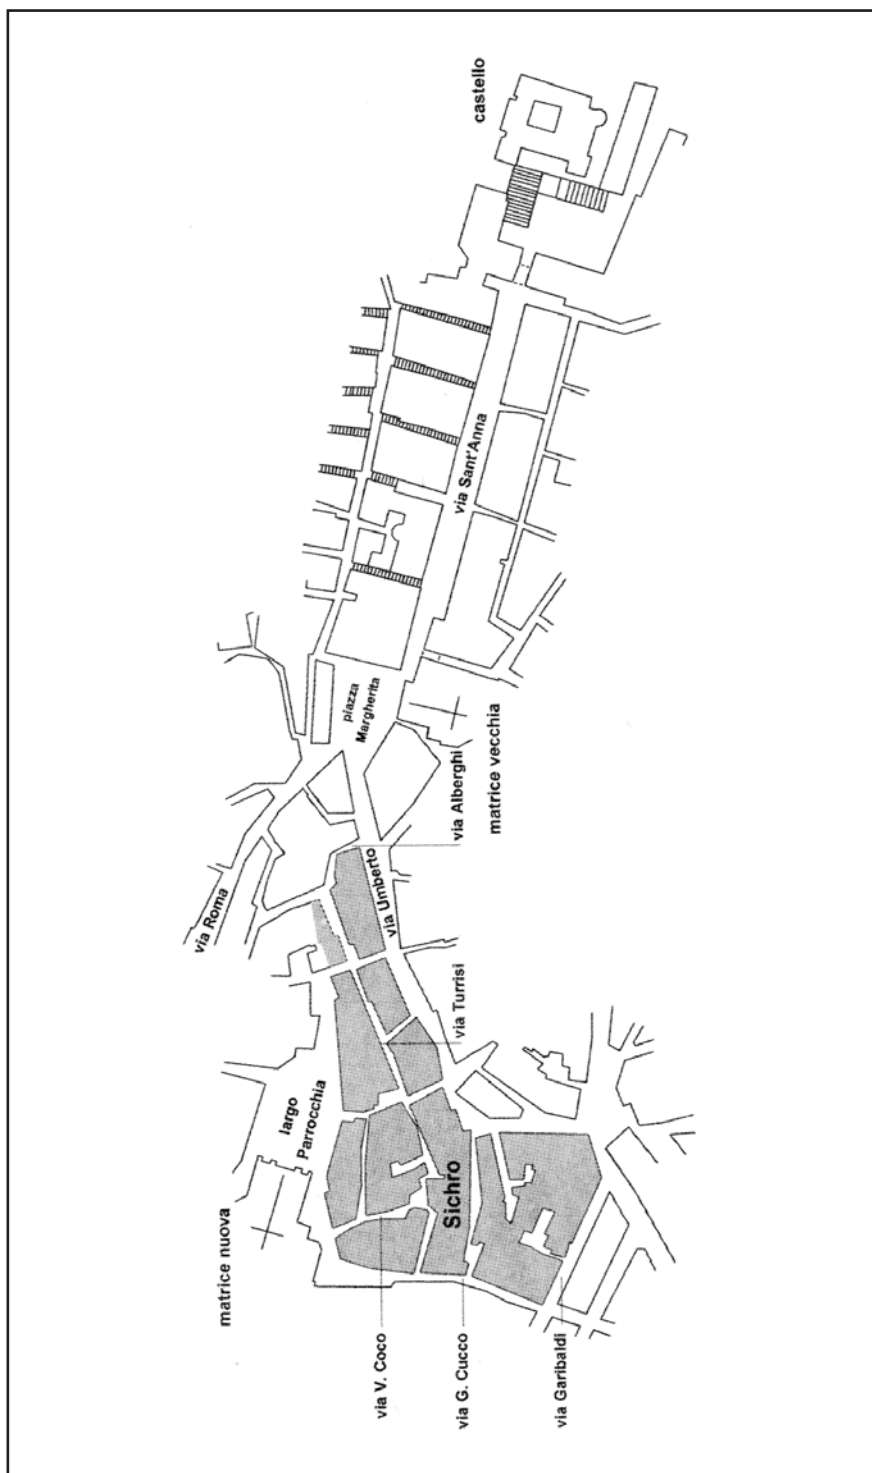 castello
via Sant'Anna
piazza
Margherita
matrice vecchia
via Alberghi
via Roma
via Umberto
via Turrisi
largo
Parrocchia
Sichro
matrice nuova
via V. Coco
via G. Cucco
via Garibaldi